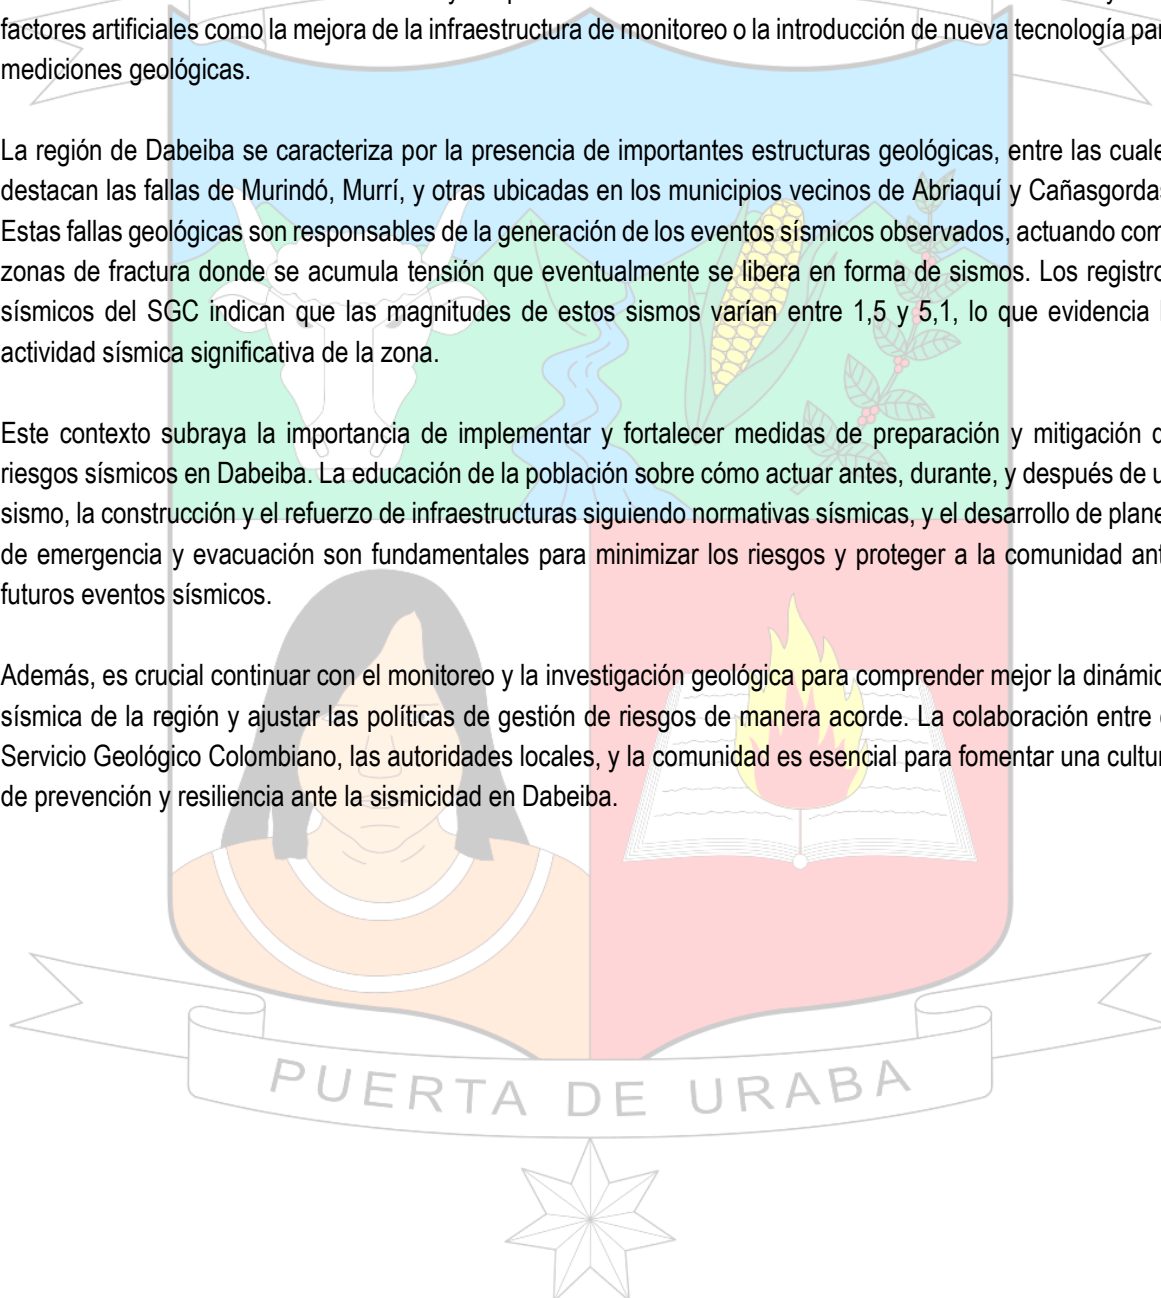 factores artificiales como la mejora de la infraestructura de monitoreo o la introducción de nueva tecnología par
mediciones geológicas.
La región de Dabeiba se caracteriza por la presencia de importantes estructuras geológicas, entre las cuale
destacan las fallas de Murindó, Murrí, y otras ubicadas en los municipios vecinos de Abriaquí y Cañasgordas
Estas fallas geológicas son responsables de la generación de los eventos sísmicos observados, actuando com
zonas de fractura donde se acumula tensión que eventualmente se libera en forma de sismos. Los registro
sísmicos del SGC indican que las magnitudes de estos sismos varían entre 1,5 y 5,1, lo que evidencia l
actividad sísmica significativa de la zona.
Este contexto subraya la importancia de implementar y fortalecer medidas de preparación y mitigación d
riesgos sísmicos en Dabeiba. La educación de la población sobre cómo actuar antes, durante, y después de u
sismo, la construcción y el refuerzo de infraestructuras siguiendo normativas sísmicas, y el desarrollo de plane
de emergencia y evacuación son fundamentales para minimizar los riesgos y proteger a la comunidad ant
futuros eventos sísmicos.
Además, es crucial continuar con el monitoreo y la investigación geológica para comprender mejor la dinámic
sísmica de la región y ajustar las políticas de gestión de riesgos de manera acorde. La colaboración entre e
Servicio Geológico Colombiano, las autoridades locales, y la comunidad es esencial para fomentar una cultur
de prevención y resiliencia ante la sismicidad en Dabeiba.
PUERTA DE URABA